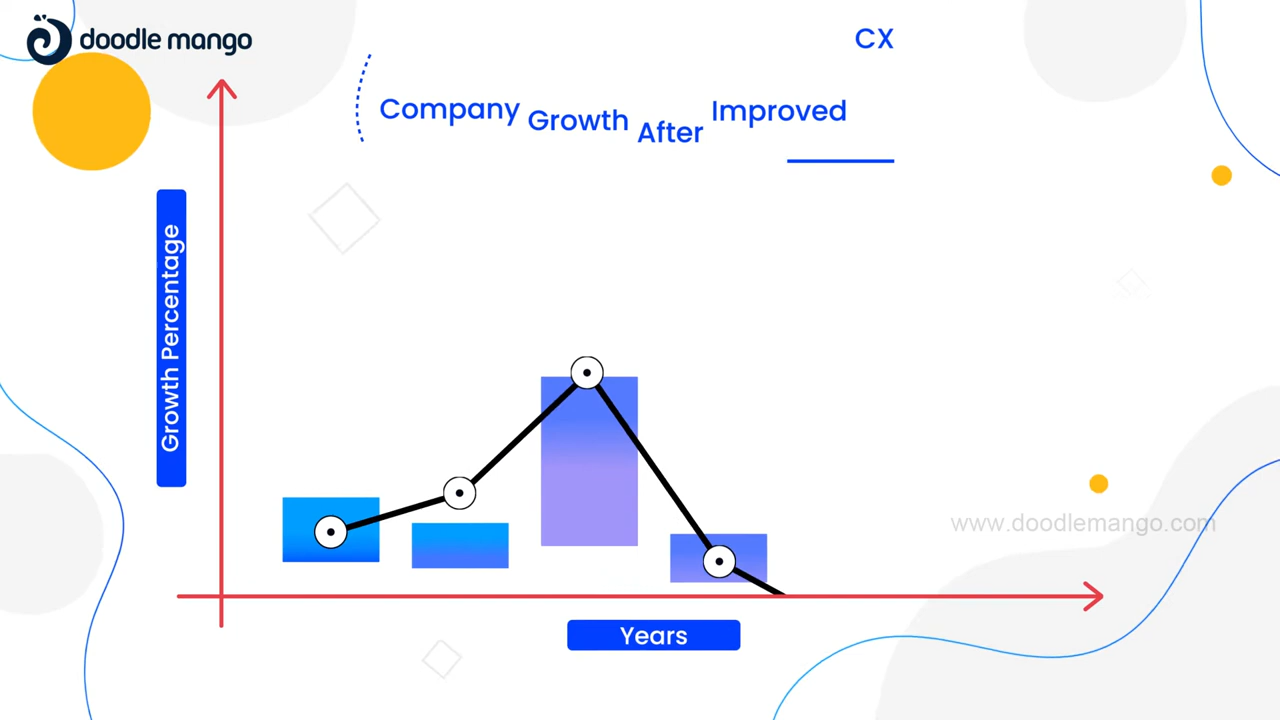 doodle mango
CX
Company Growth After Improved
Growth Percentage
www.doodlemango.com
Years